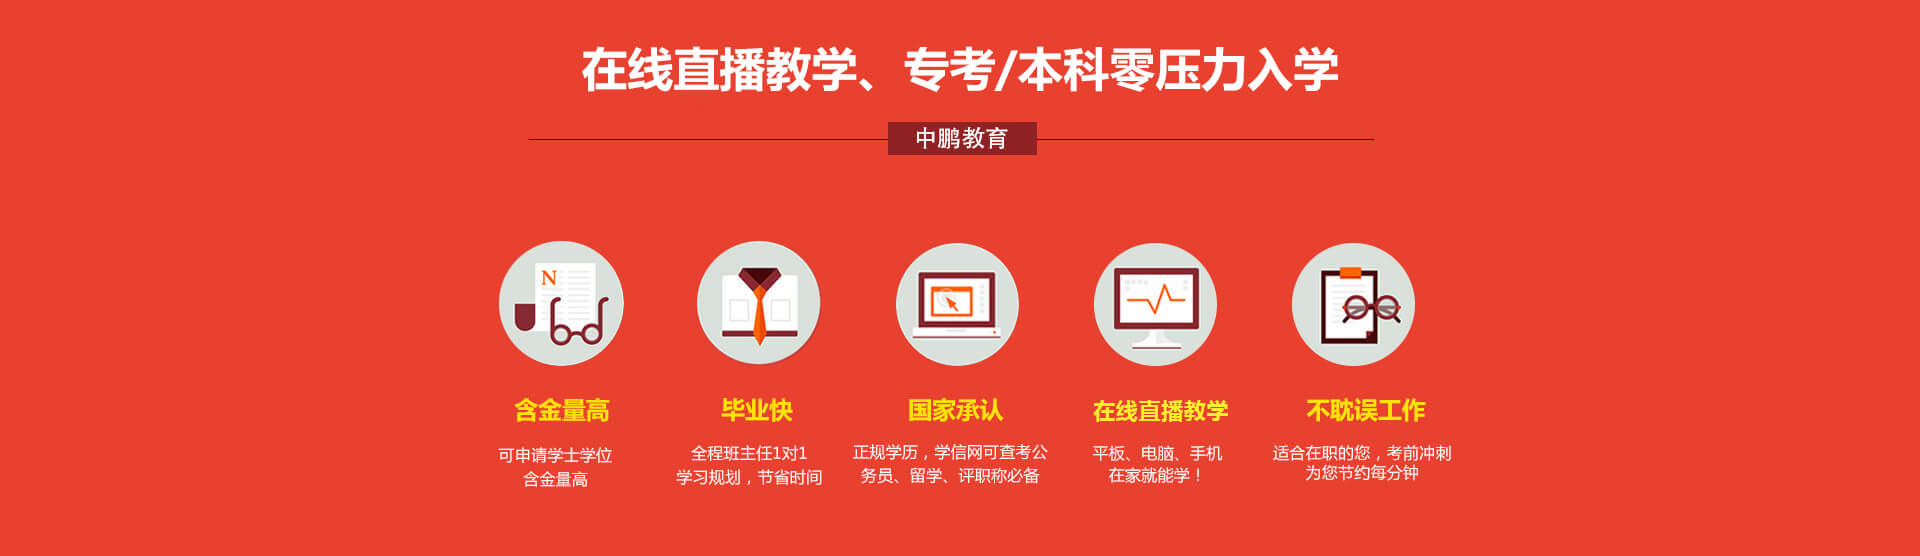 在线直播教学、专考/本科零压力入学
中鹏教育
N
含金量高
可申请学士学位
含金量高
毕业快
全程班主任1对1
学习规划，节省时间
国家承认
正规学历，学信网可查考公
务员、留学、评职称必备
在线直播教学
平板、电脑、手机
在家就能学！
不耽误工作
适合在职的您，考前冲刺
为您节约每分钟